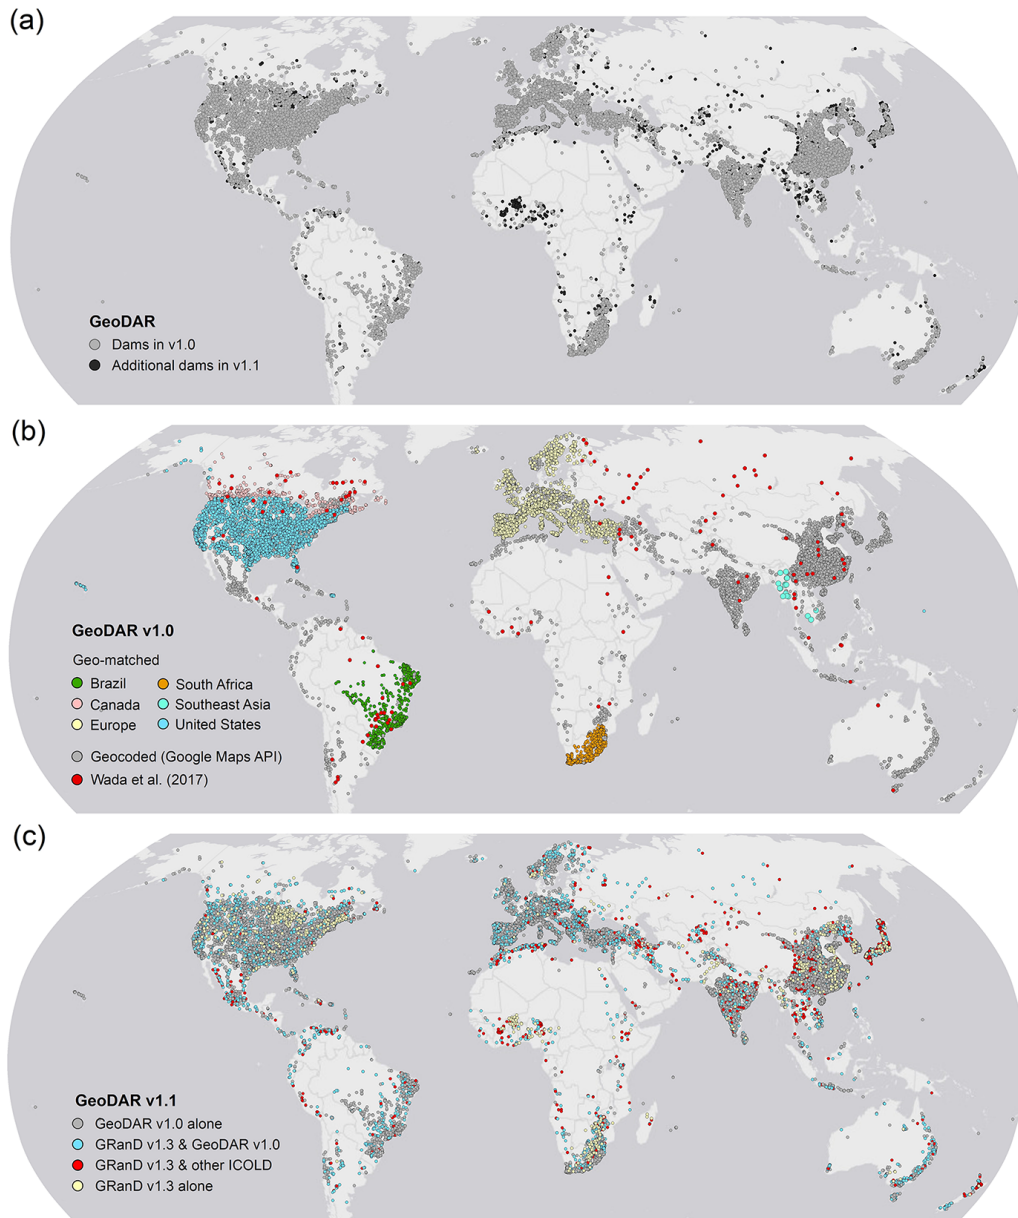 (a)
GeoDAR
Dams in v1.0
Additional dams in v1.1
(b)
GeoDAR v1.0
Geo-matched
Brazil
South Africa
Canada
Southeast Asia
Europe
United States
Geocoded (Google Maps API)
Wada et al. (2017)
(c)
GeoDAR v1.1
GeoDAR v1.0 alone
GRanD v1.3 & GeoDAR v1.0
GRanD v1.3 & other ICOLD
GRanD v1.3 alone